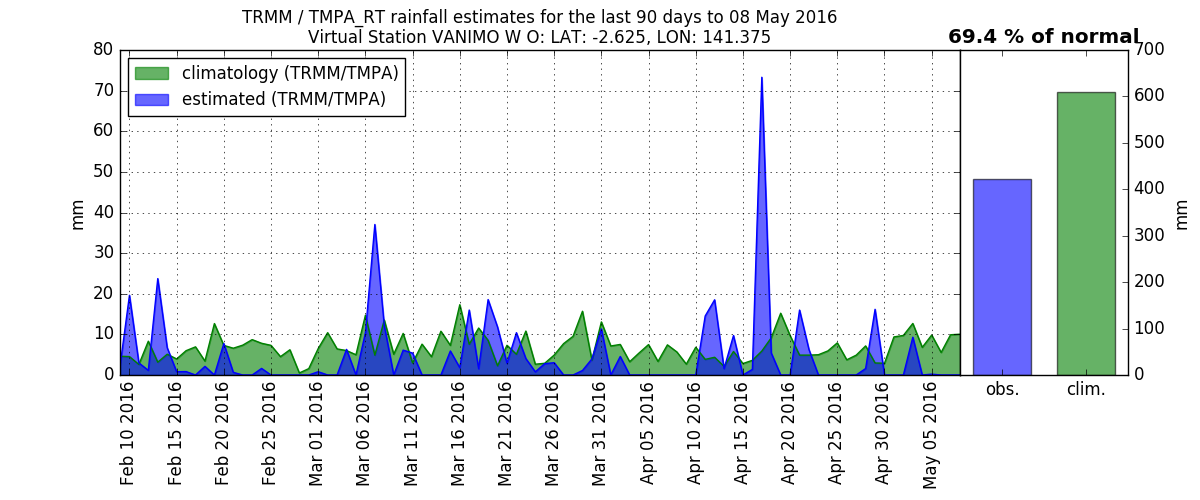 TRMM / TMPA_RT rainfall estimates for the last 90 days to 08 May 2016
Virtual Station VANIMO W O: LAT: -2.625, LON: 141.375
69.4 % of normal
climatology (TRMM/TMPA)
estimated (TRMM/TMPA)
80
70
60
50
40
30
20
10
0
mm
Feb 10 2016
Feb 15 2016
Feb 20 2016
Feb 25 2016
Mar 01 2016
Mar 06 2016
Mar 11 2016
Mar 16 2016
Mar 21 2016
Mar 26 2016
Mar 31 2016
Apr 05 2016
Apr 10 2016
Apr 15 2016
Apr 20 2016
Apr 25 2016
Apr 30 2016
May 05 2016
700
600
500
400
300
200
100
0
mm
obs.
clim.